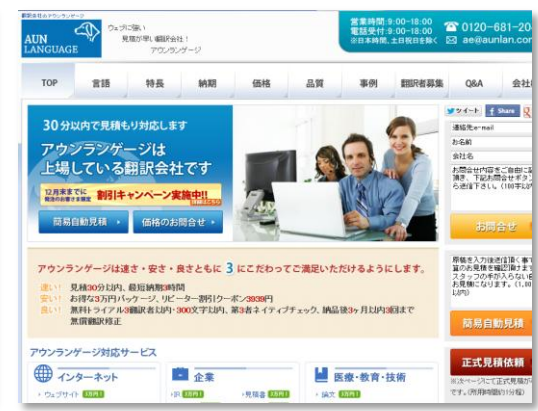 翻訳会社のアウンランゲージ
AUN
LANGUAGE
ウェブに強い
見積が早い翻訳会社!
アウンランゲージ
営業時間:9:00-18:00
電話受付:9:00-18:00
※日本時間、土日祝日を除く
0120-681-20
ae@aunlan.com
TOP
言語
特長
納期
価格
品質
事例
翻訳者募集
Q&A
会社
30分以内で見積もり対応します
アウンランゲージは
上場している翻訳会社です
12月末までに
割引キャンペーン実施中!!
簡易自動見積
価格のお問合せ
ツイート
Share
連絡先e-mail
お名前
会社名
お問合せ
アウンランゲージは速さ・安さ・良さともに 3 にこだわってご満足いただけるようにします。
速い! 見積30分以内、最短納期3時間
安い! お得な3万円パッケージ、リピーター割引クーポン3939円
良い! 無料トライアル3翻訳者以内・300文字以内、第3者ネイティブチェック、納品後3ヶ月以内3回まで
無償翻訳修正
簡易自動見積
正式見積依頼
アウンランゲージ対応サービス
インターネット
企業
医療・教育・技術
ウェブサイト
IR
見積書
論文